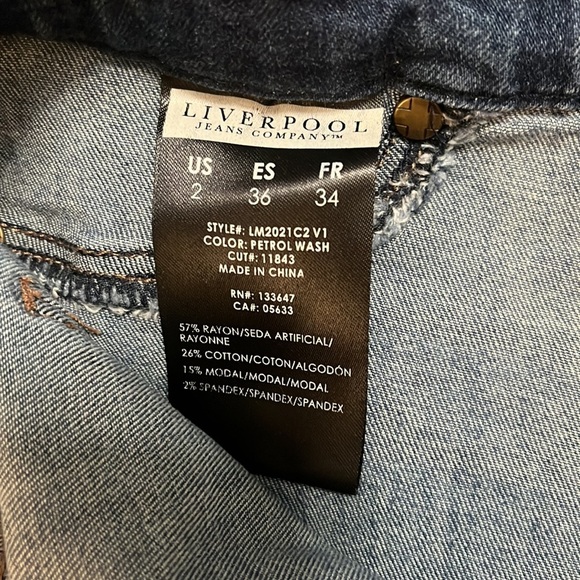 LIVERPOOL
JEANS COMPANY™
US ES FR
2 36 34
STYLE#: LM2021C2 V1
COLOR: PETROL WASH
CUT#: 11843
MADE IN CHINA
RN#: 133647
CA#: 05633
57% RAYON/SEDA ARTIFICIAL/
RAYONNE
26% COTTON/COTON/ALGODÓN
15% MODAL/MODAL/MODAL
2% SPANDEX/SPANDEX/SPANDEX